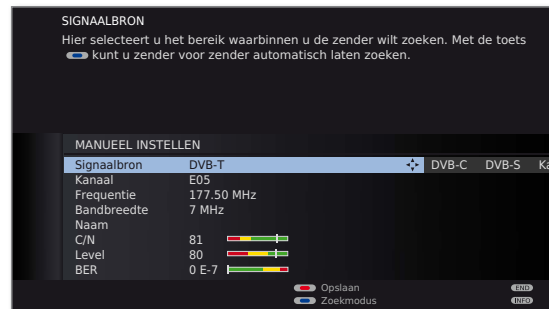 SIGNAALBRON
Hier selecteert u het bereik waarbinnen u de zender wilt zoeken. Met de toets
kunt u zender voor zender automatisch laten zoeken.
MANUEEL INSTELLEN
Signaalbron DVB-T DVB-C DVB-S Ka
Kanaal E05
Frequentie 177.50 MHz
Bandbreedte 7 MHz
Naam
C/N 81
Level 80
BER 0 E-7
Opslaan END
Zoekmodus INFO